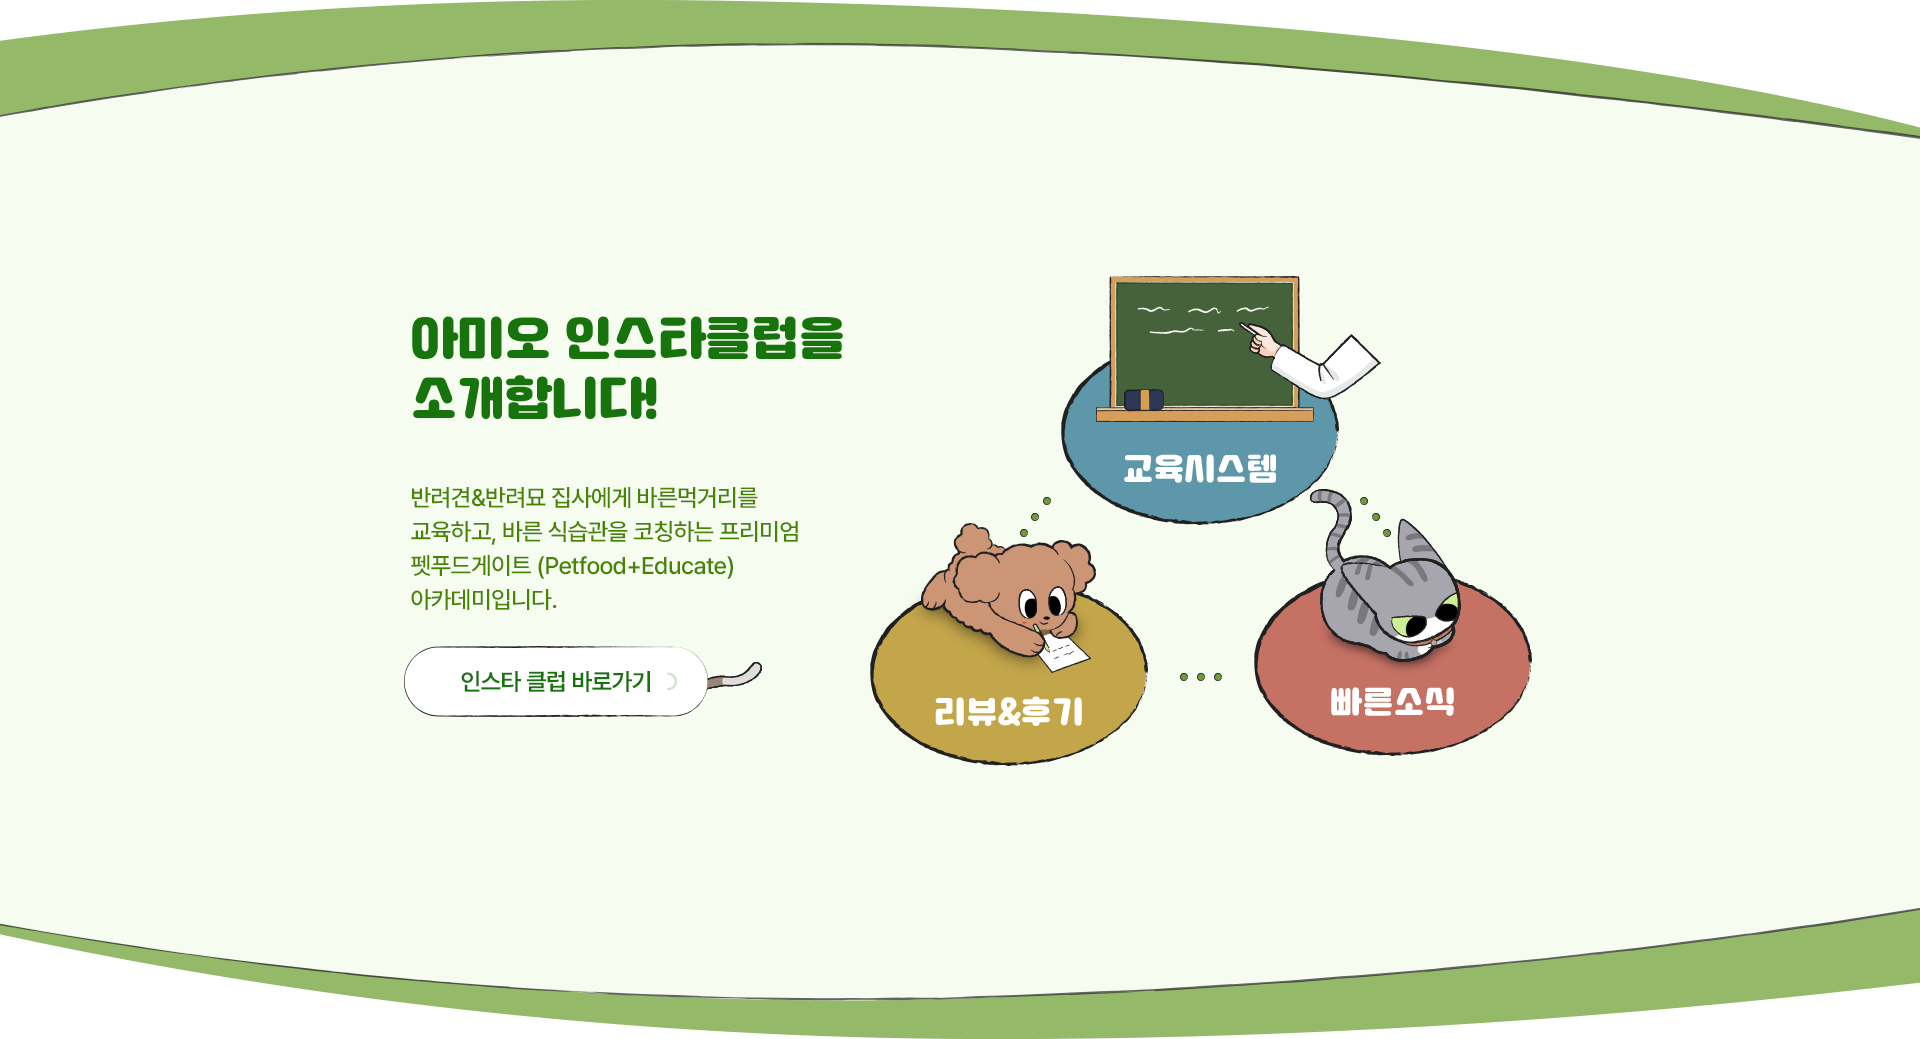 아미오 인스타클럽을
소개합니다!
반려견&반려묘 집사에게 바른먹거리를
교육하고, 바른 식습관을 코칭하는 프리미엄
펫푸드게이트 (Petfood+Educate)
아카데미입니다.
인스타 클럽 바로가기
교육시스템
리뷰&후기
빠른소식